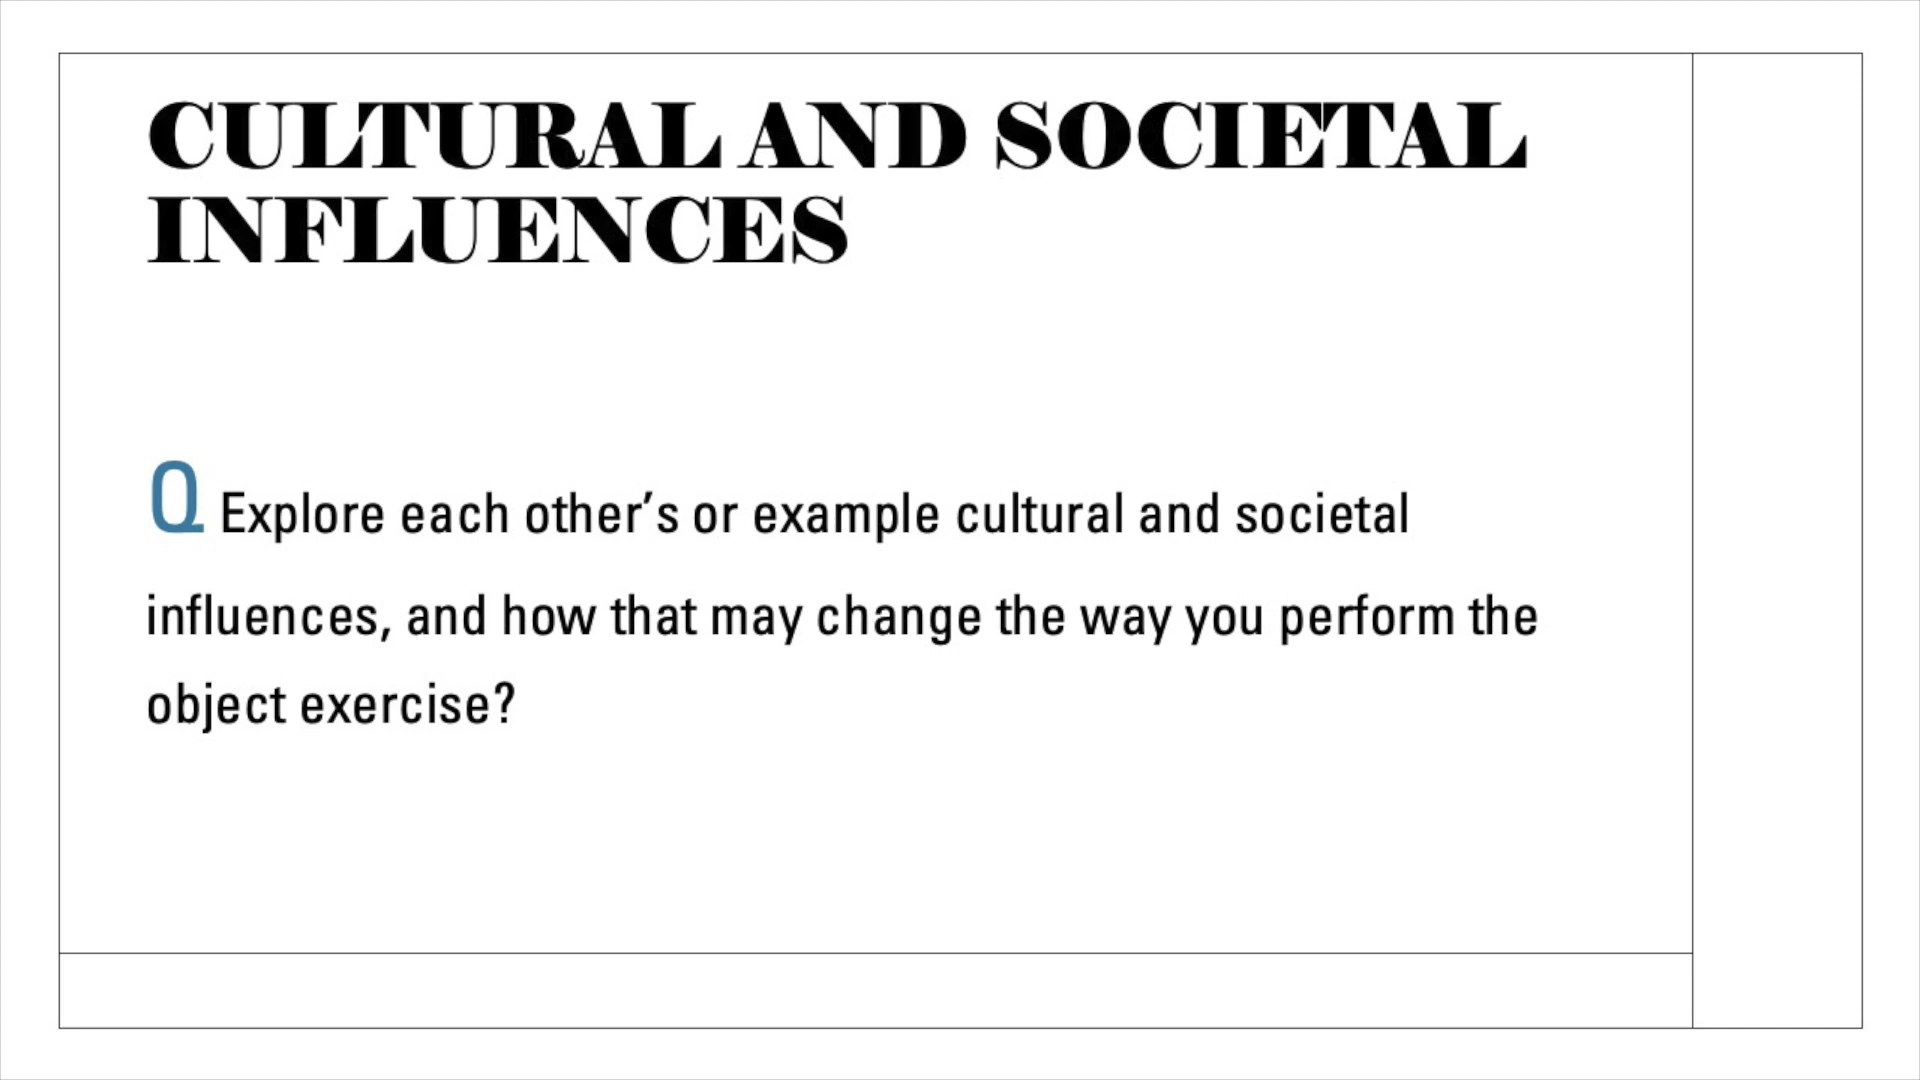 CULTURAL AND SOCIETAL
INFLUENCES
Q Explore each other’s or example cultural and societal
influences, and how that may change the way you perform the
object exercise?